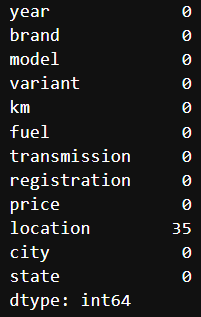 year 0
brand 0
model 0
variant 0
km 0
fuel 0
transmission 0
registration 0
price 0
location 35
city 0
state 0
dtype: int64